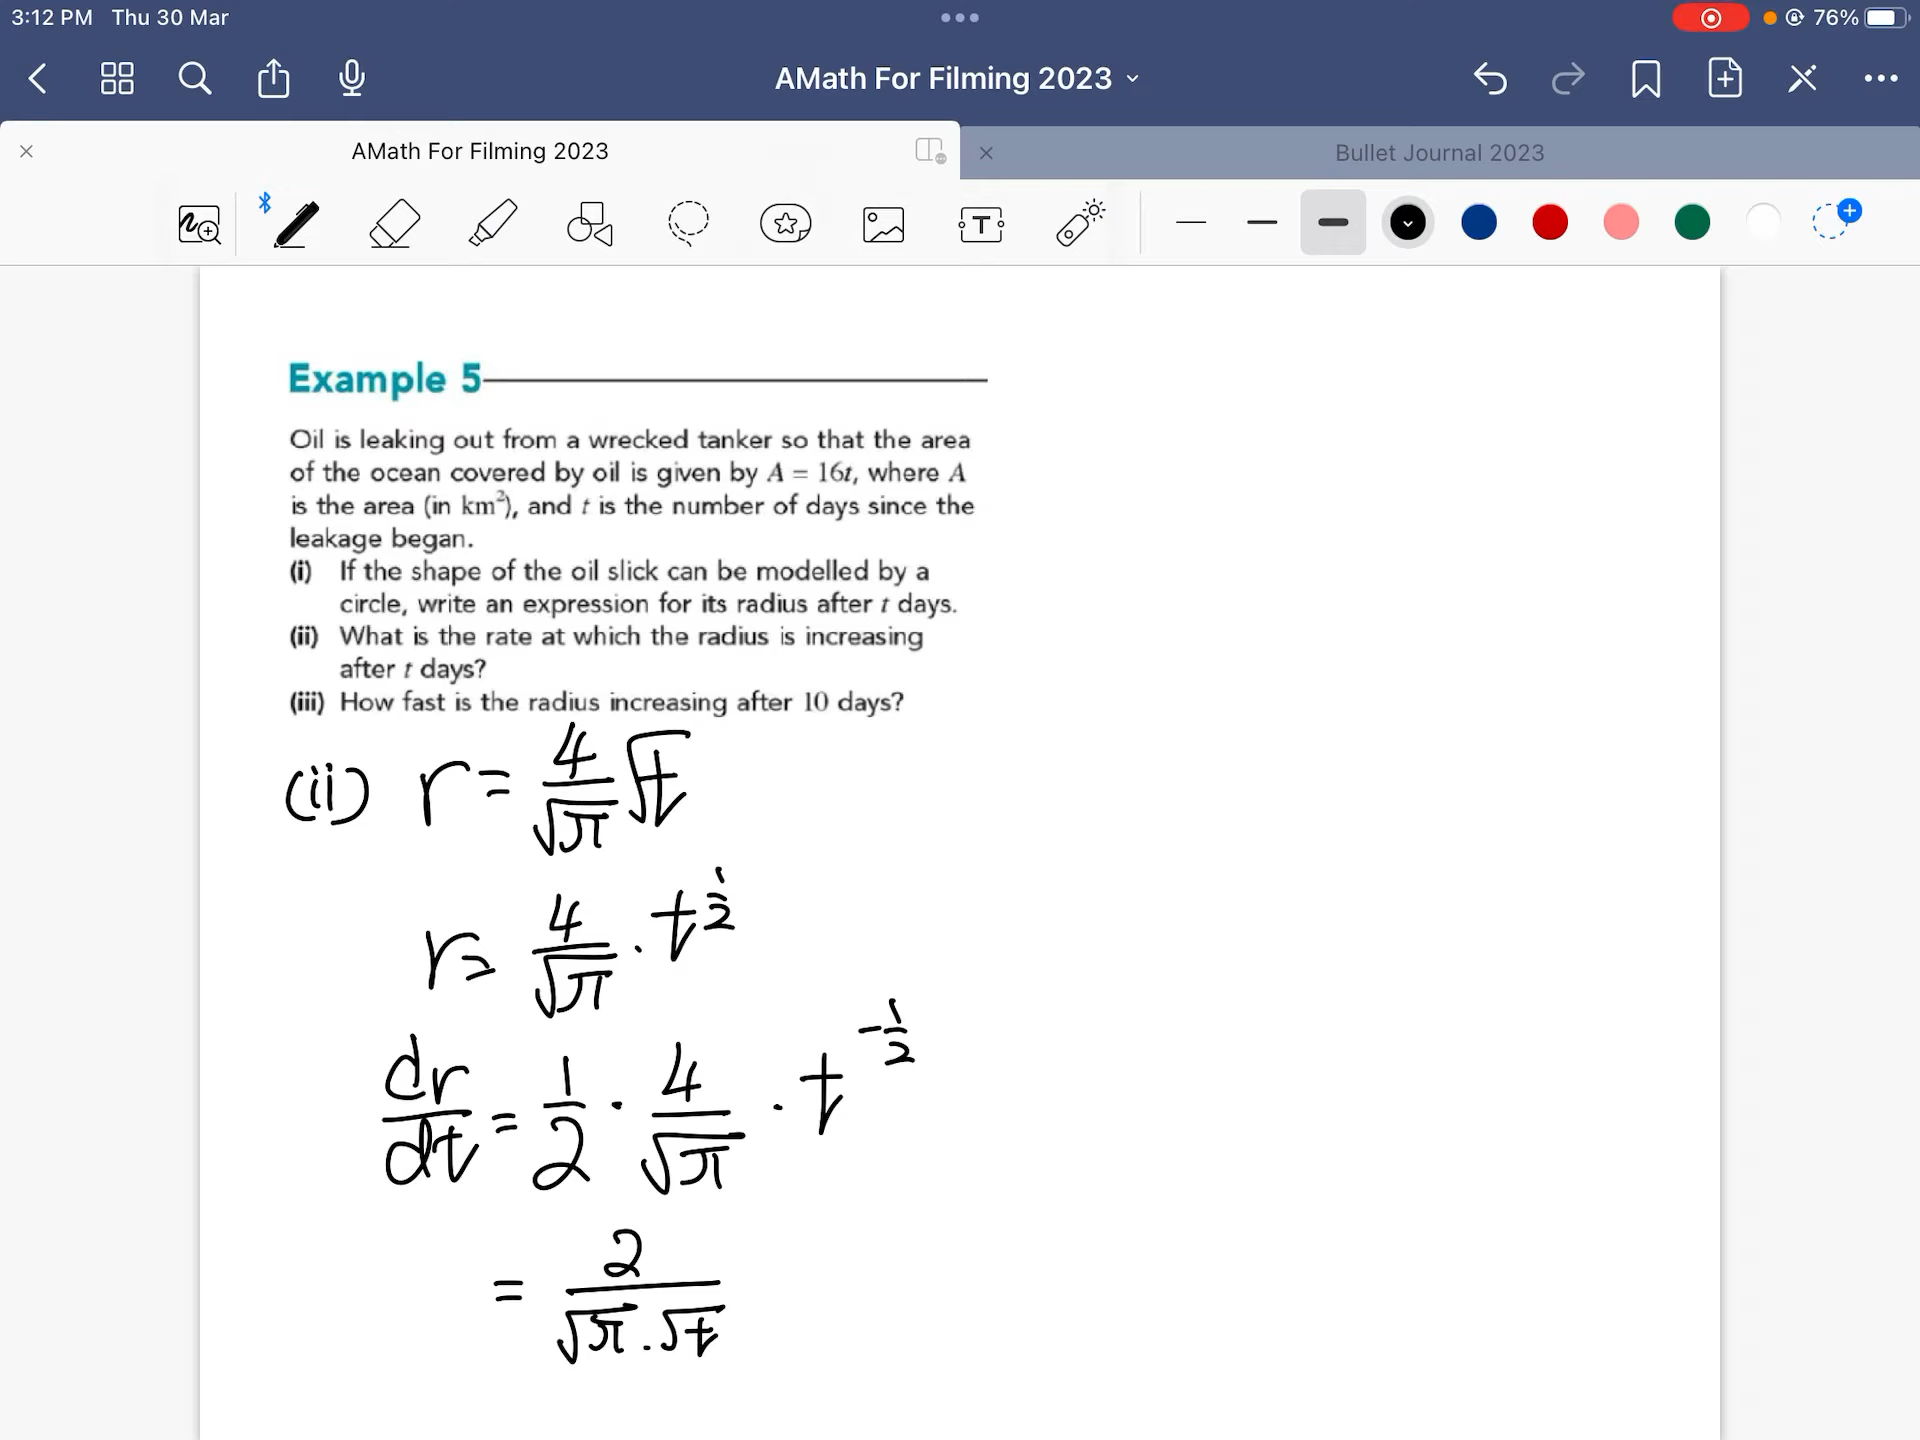 3:12 PM Thu 30 Mar
76%
AMath For Filming 2023
AMath For Filming 2023
Bullet Journal 2023
T
Example 5
Oil is leaking out from a wrecked tanker so that the area
of the ocean covered by oil is given by A = 16t, where A
is the area (in km²), and t is the number of days since the
leakage began.
(i) If the shape of the oil slick can be modelled by a
circle, write an expression for its radius after t days.
(ii) What is the rate at which the radius is increasing
after t days?
(iii) How fast is the radius increasing after 10 days?
(ii) r = 4/√π √t
r = 4/√π · t^(1/2)
dr/dt = 1/2 · 4/√π · t^(-1/2)
= 2/(√π · √t)